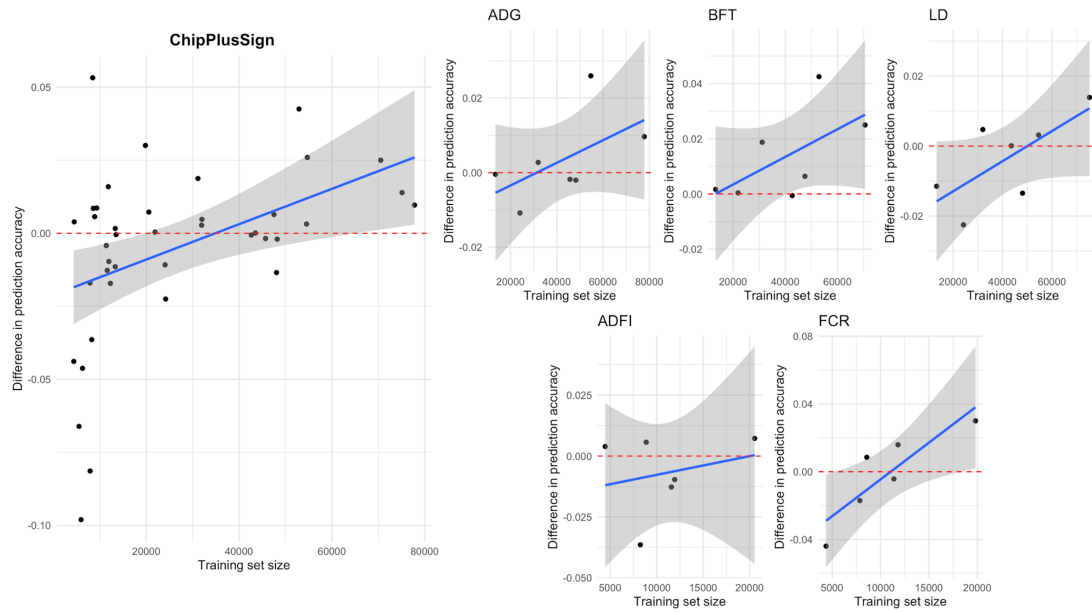 ChipPlusSign
Difference in prediction accuracy
0.05
0.00
-0.05
-0.10
20000 40000 60000 80000
Training set size
ADG
Difference in prediction accuracy
0.02
0.00
-0.02
20000 40000 60000 80000
Training set size
BFT
Difference in prediction accuracy
0.04
0.02
0.00
-0.02
20000 40000 60000
Training set size
LD
Difference in prediction accuracy
0.02
0.00
-0.02
20000 40000 60000
Training set size
ADFI
Difference in prediction accuracy
0.025
0.000
-0.025
-0.050
5000 10000 15000 20000
Training set size
FCR
Difference in prediction accuracy
0.08
0.04
0.00
-0.04
5000 10000 15000 20000
Training set size